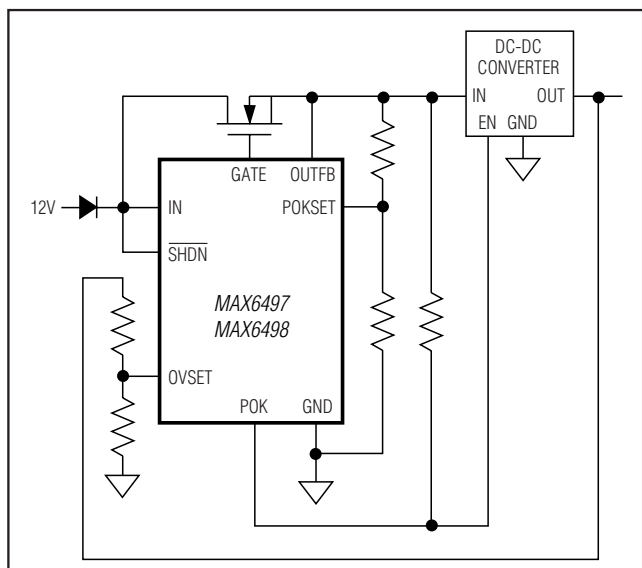 DC-DC
CONVERTER
IN OUT
EN GND
GATE OUTFB
12V IN POKSET
SHDN
MAX6497
MAX6498
OVSET
POK GND